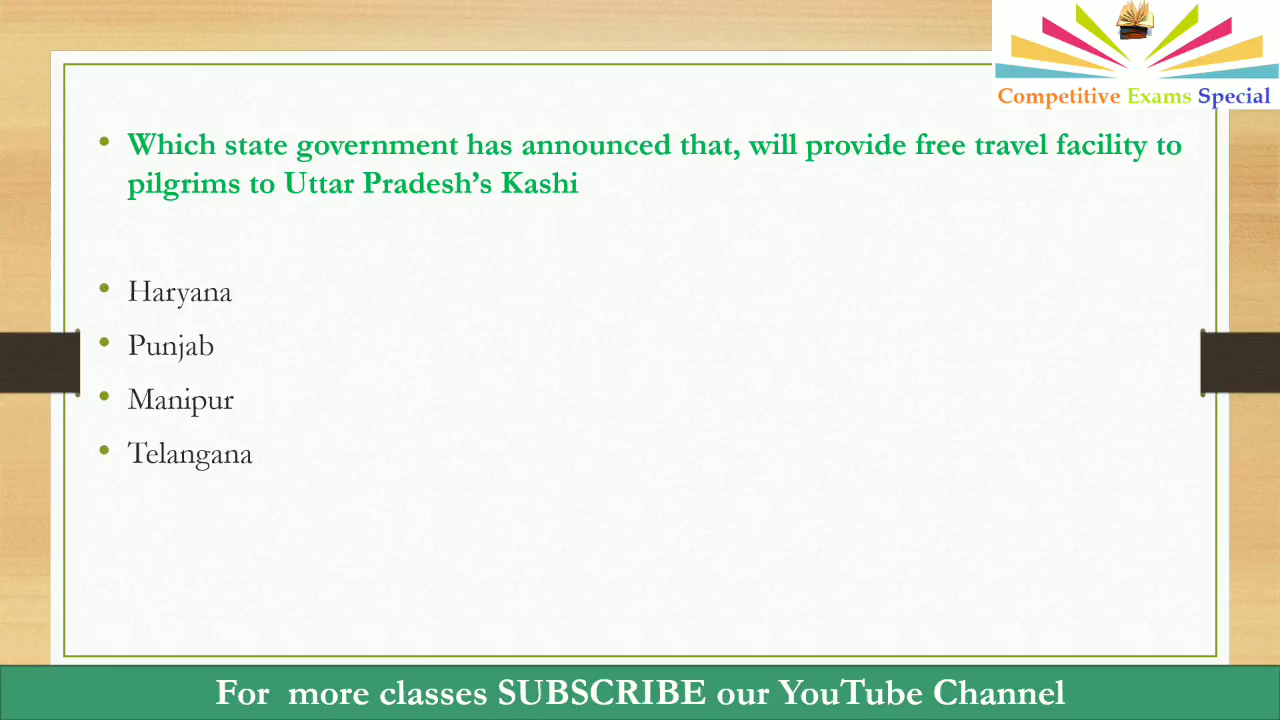 Competitive Exams Special
Which state government has announced that, will provide free travel facility to
pilgrims to Uttar Pradesh’s Kashi
Haryana
Punjab
Manipur
Telangana
For more classes SUBSCRIBE our YouTube Channel